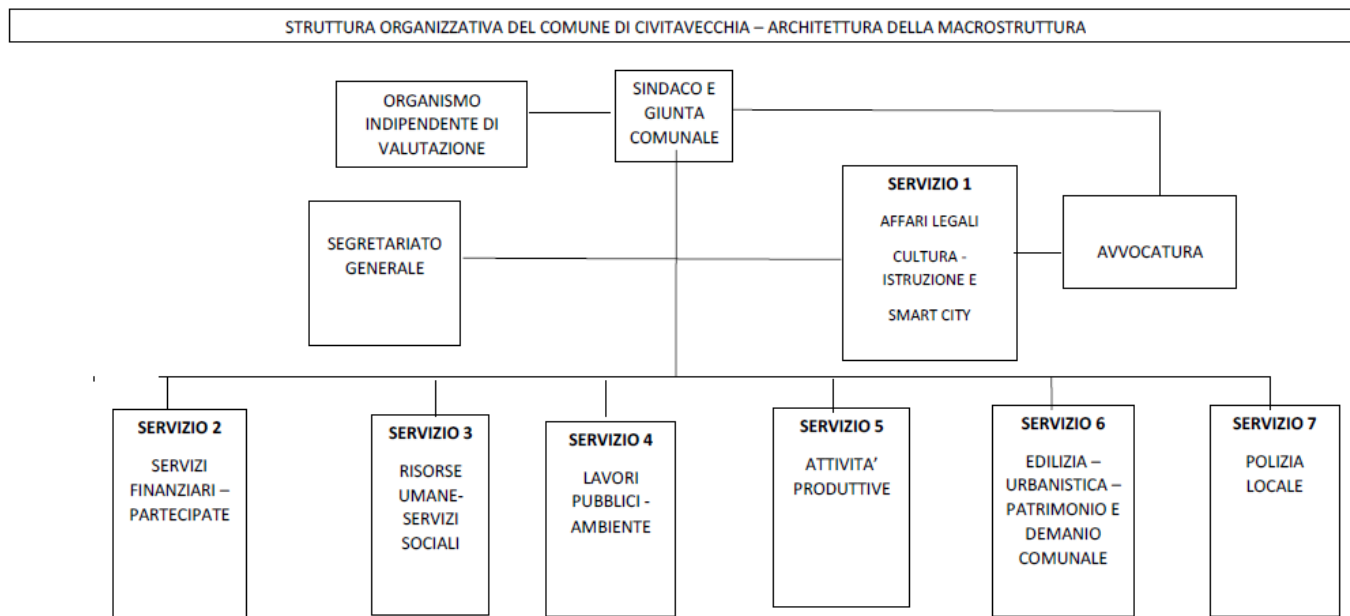 STRUTTURA ORGANIZZATIVA DEL COMUNE DI CIVITAVECCHIA – ARCHITETTURA DELLA MACROSTRUTTURA
ORGANISMO
INDIPENDENTE DI
VALUTAZIONE
SINDACO E
GIUNTA
COMUNALE
SEGRETARIATO
GENERALE
SERVIZIO 1
AFFARI LEGALI
CULTURA -
ISTRUZIONE E
SMART CITY
AVVOCATURA
SERVIZIO 2
SERVIZI
FINANZIARI –
PARTECIPATE
SERVIZIO 3
RISORSE
UMANE-
SERVIZI
SOCIALI
SERVIZIO 4
LAVORI
PUBBLICI -
AMBIENTE
SERVIZIO 5
ATTIVITA’
PRODUTTIVE
SERVIZIO 6
EDILIZIA –
URBANISTICA –
PATRIMONIO E
DEMANIO
COMUNALE
SERVIZIO 7
POLIZIA
LOCALE